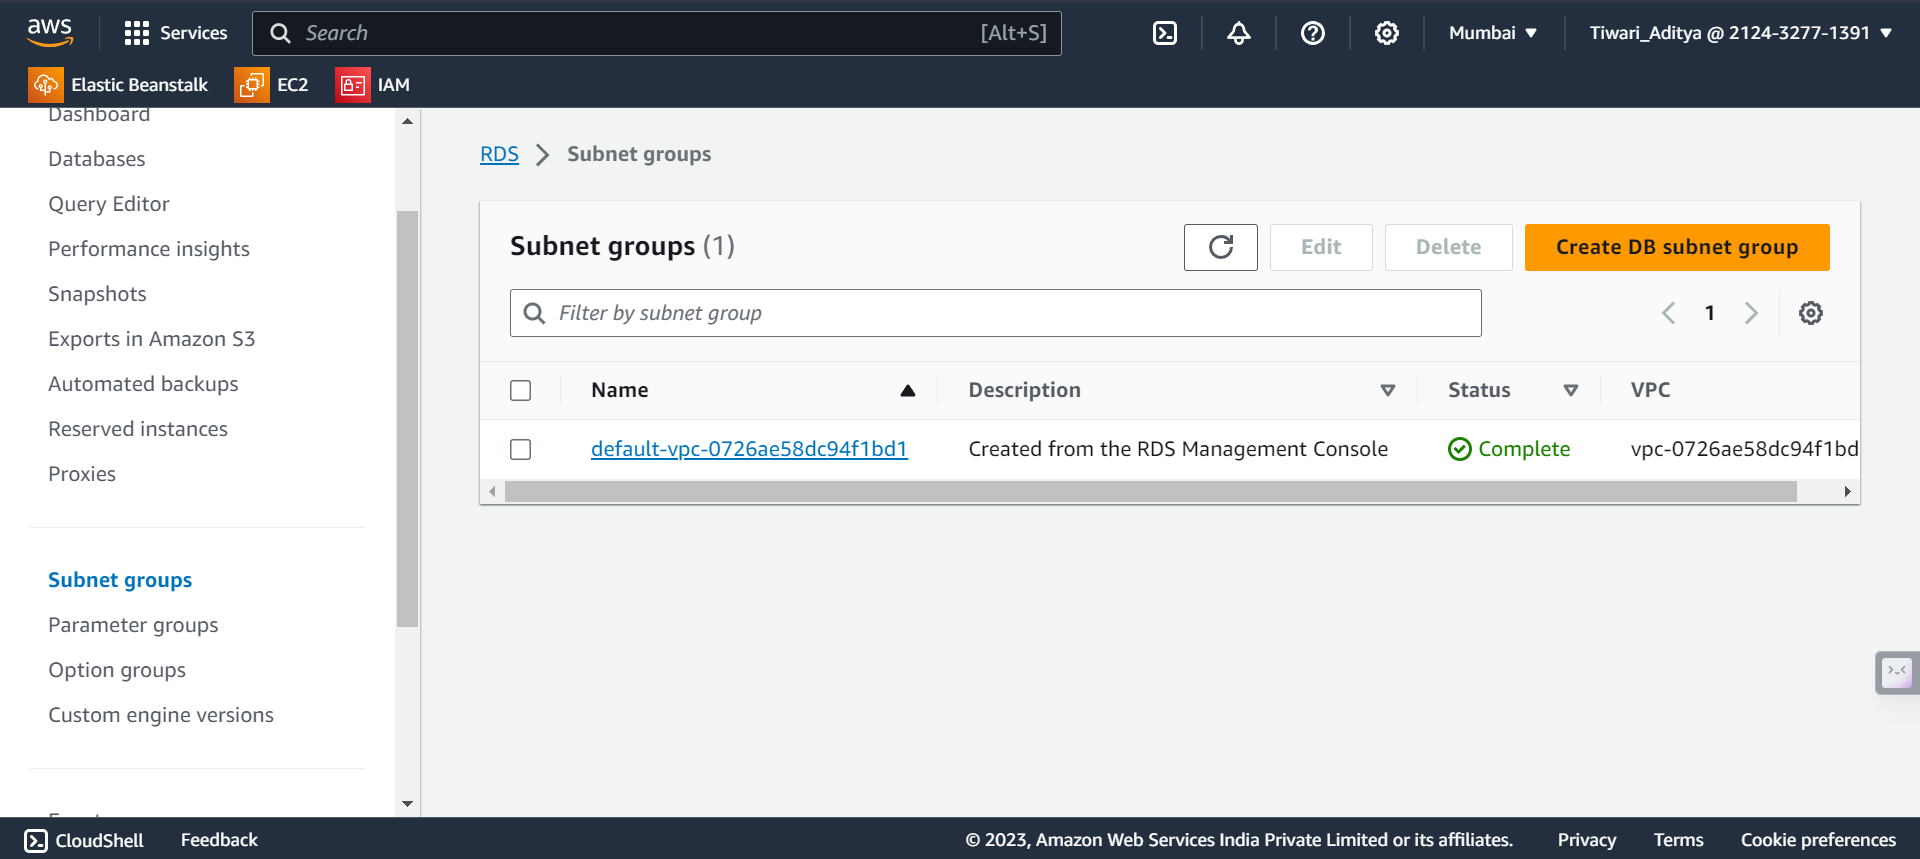 aws
Services
Search
[Alt+S]
Mumbai ▼
Tiwari_Aditya @ 2124-3277-1391 ▼
Elastic Beanstalk
EC2
IAM
Dashboard
Databases
Query Editor
Performance insights
Snapshots
Exports in Amazon S3
Automated backups
Reserved instances
Proxies
Subnet groups
Parameter groups
Option groups
Custom engine versions
RDS > Subnet groups
Subnet groups (1)
Edit
Delete
Create DB subnet group
Filter by subnet group
1
Name
Description
Status
VPC
default-vpc-0726ae58dc94f1bd1
Created from the RDS Management Console
Complete
vpc-0726ae58dc94f1bd
CloudShell
Feedback
© 2023, Amazon Web Services India Private Limited or its affiliates.
Privacy
Terms
Cookie preferences